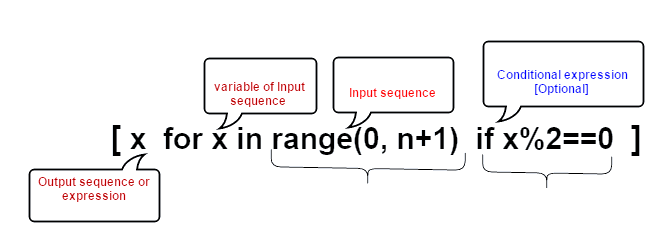 variable of Input
sequence
Input sequence
Conditional expression
[Optional]
[ x for x in range(0, n+1) if x%2==0 ]
Output sequence or
expression